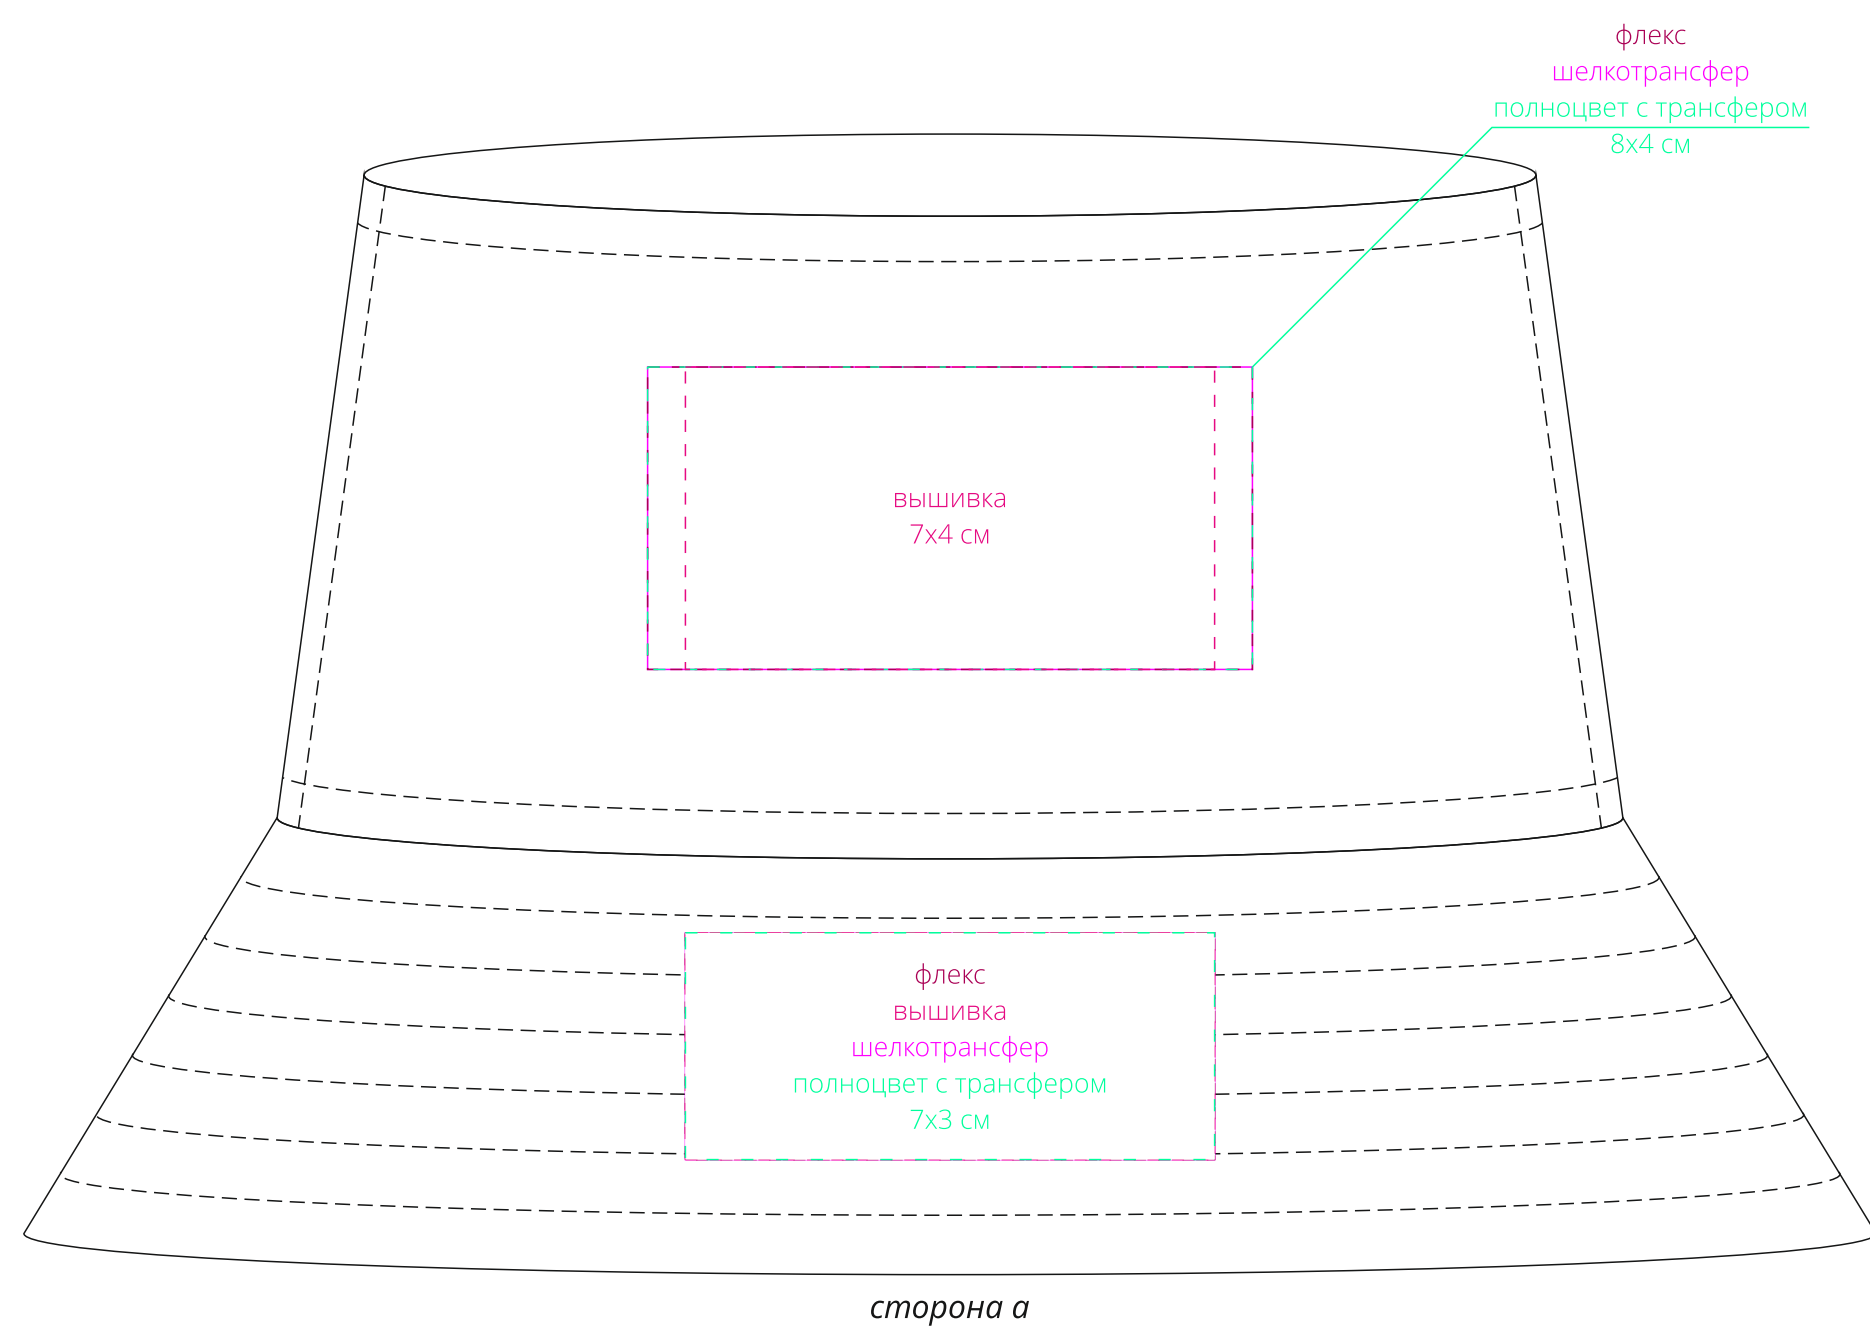 флекс
шелкотрансфер
полноцвет с трансфером
8х4 см
вышивка
7х4 см
флекс
вышивка
шелкотрансфер
полноцвет с трансфером
7х3 см
сторона а